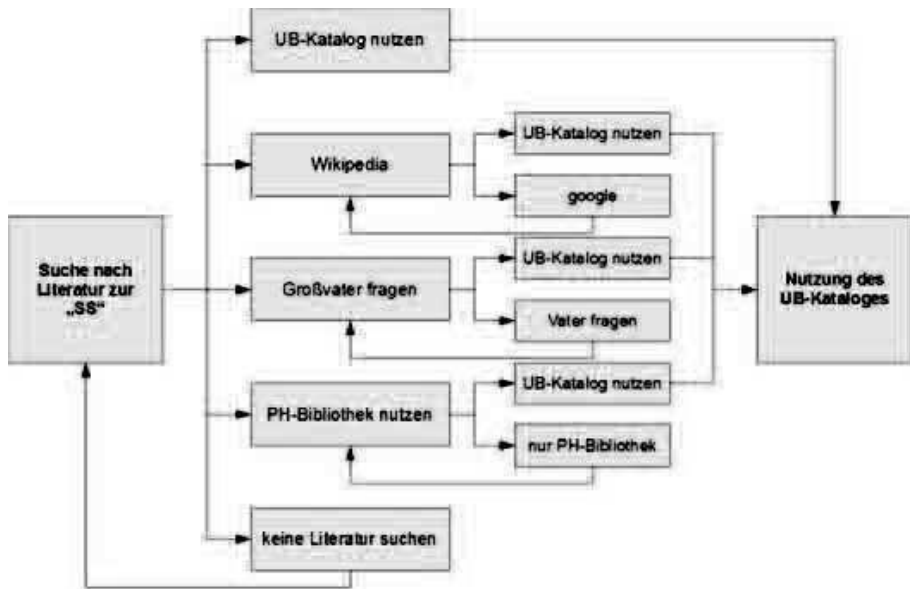 UB-Katalog nutzen
UB-Katalog nutzen
Wikipedia
google
Suche nach
Literatur zur
„SS“
UB-Katalog nutzen
Großvater fragen
Nutzung des
UB-Kataloges
Vater fragen
UB-Katalog nutzen
PH-Bibliothek nutzen
nur PH-Bibliothek
keine Literatur suchen